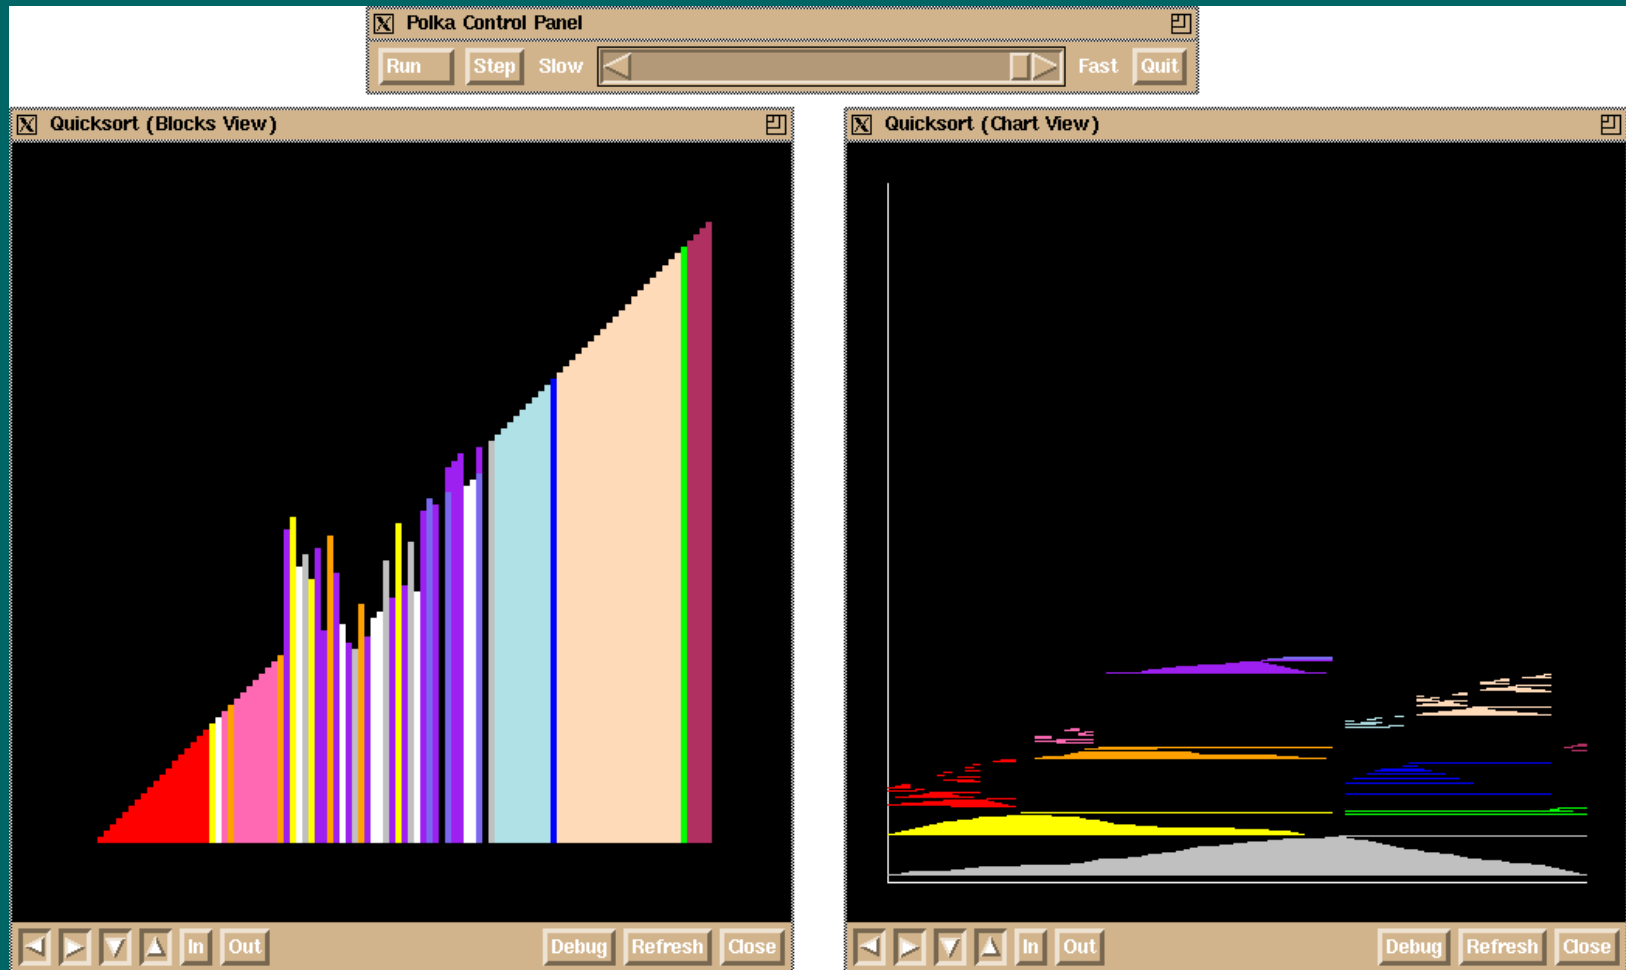 Polka Control Panel
Run Step Slow Fast Quit
Quicksort (Blocks View)
In Out Debug Refresh Close
Quicksort (Chart View)
In Out Debug Refresh Close